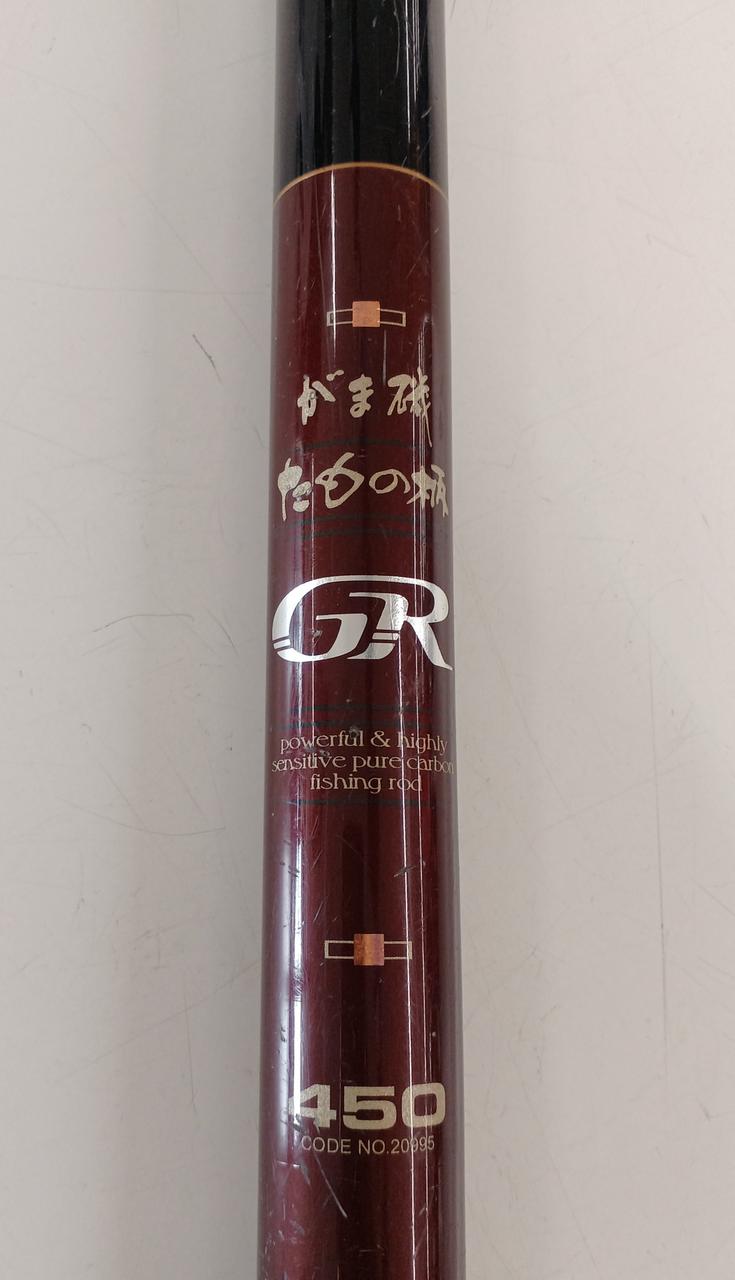 がま磯
たもの柄
GR
powerful & highly
sensitive pure carbon
fishing rod
450
CODE NO.20995